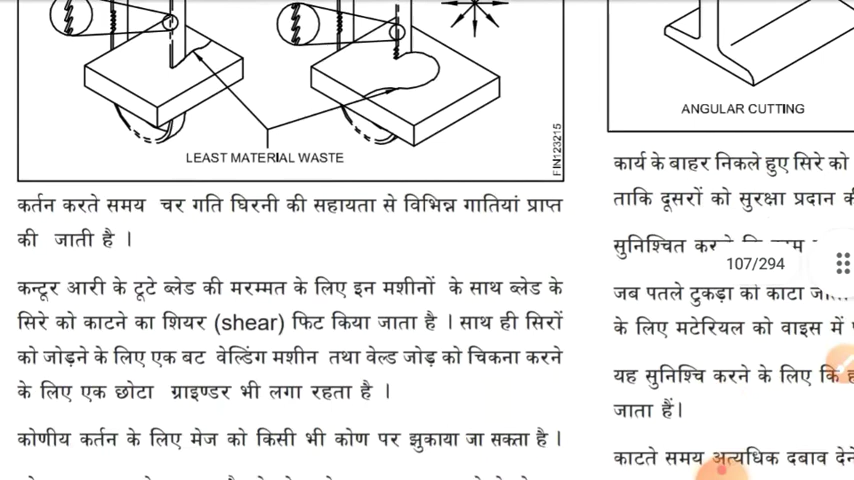 LEAST MATERIAL WASTE
FIN123215
कर्तन करते समय चर गति घिरनी की सहायता से विभिन्न गातियां प्राप्त
की जाती है ।
कन्टूर आरी के टूटे ब्लेड की मरम्मत के लिए इन मशीनों के साथ ब्लेड के
सिरे को काटने का शियर (shear) फिट किया जाता है । साथ ही सिरों
को जोड़ने के लिए एक बट वेल्डिंग मशीन तथा वेल्ड जोड़ को चिकना करने
के लिए एक छोटा ग्राइण्डर भी लगा रहता है ।
कोणीय कर्तन के लिए मेज को किसी भी कोण पर झुकाया जा सकता है ।
ANGULAR CUTTING
कार्य के बाहर निकले हुए सिरे को
ताकि दूसरों को सुरक्षा प्रदान
सुनिश्चित
107/294
जब पतले टुकड़ा को काटा
के लिए मटेरियल को वाइस में
यह सुनिश्चि करने के लिए कि
जाता हैं।
काटते समय अत्यधिक दबाव देने